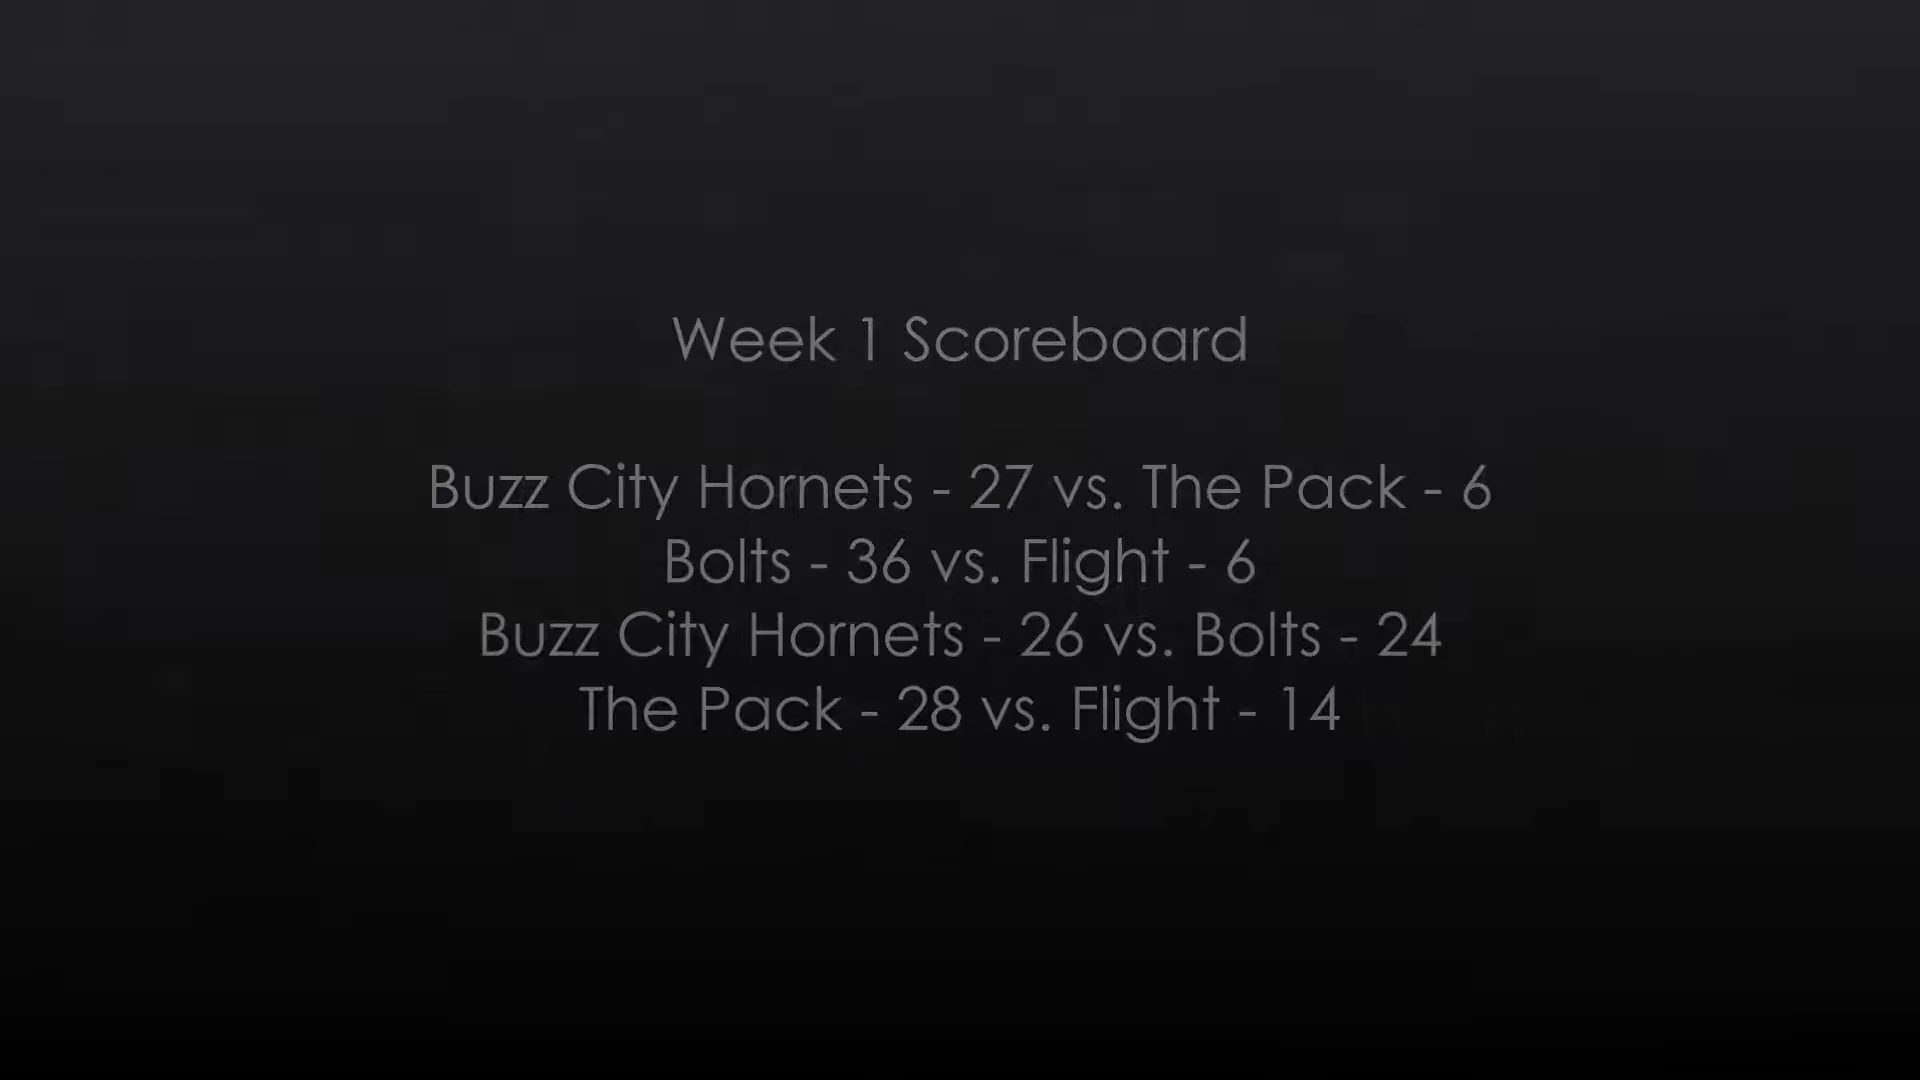 Week 1 Scoreboard
Buzz City Hornets - 27 vs. The Pack - 6
Bolts - 36 vs. Flight - 6
Buzz City Hornets - 26 vs. Bolts - 24
The Pack - 28 vs. Flight - 14